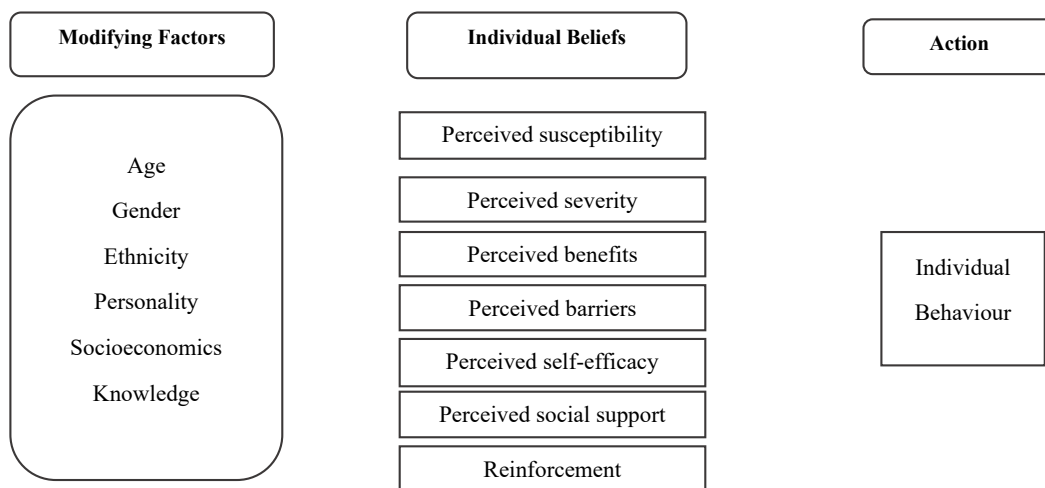 Modifying Factors
Individual Beliefs
Action
Age
Gender
Ethnicity
Personality
Socioeconomics
Knowledge
Perceived susceptibility
Perceived severity
Perceived benefits
Perceived barriers
Perceived self-efficacy
Perceived social support
Reinforcement
Individual
Behaviour